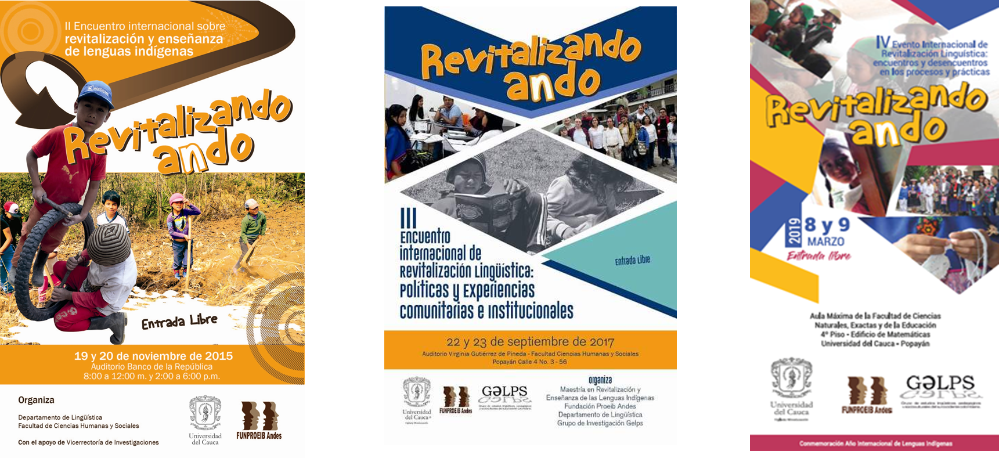 II Encuentro internacional sobre
revitalización y enseñanza
de lenguas indígenas
Revitalizando
ando
Entrada Libre
19 y 20 de noviembre de 2015
Auditorio Banco de la República
8:00 a 12:00 m. y 2:00 a 6:00 p.m.
Organiza
Departamento de Lingüística
Facultad de Ciencias Humanas y Sociales
Con el apoyo de Vicerrectoría de Investigaciones
Universidad
del Cauca
FUNPROEIB Andes
Revitalizando
ando
III
Encuentro
internacional de
Revitalización Lingüística:
Políticas y Experiencias
comunitarias e institucionales
Entrada Libre
22 y 23 de septiembre de 2017
Auditorio Virginia Gutiérrez de Pineda - Facultad Ciencias Humanas y Sociales
Popayán Calle 4 No. 3 - 56
Universidad
del Cauca
FUNPROEIB Andes
GƏLPS
organiza
Maestría en Revitalización y
Enseñanza de las Lenguas Indígenas
Fundación Proeib Andes
Departamento de Lingüística
Grupo de Investigación Gelps
IV Evento Internacional de
Revitalización Lingüística:
encuentros y desencuentros
en los procesos y prácticas
Revitalizando
ando
2019
8 y 9
MARZO
Entrada libre
Aula Máxima de la Facultad de Ciencias
Naturales, Exactas y de la Educación
4º Piso - Edificio de Matemáticas
Universidad del Cauca - Popayán
Universidad
del Cauca
FUNPROEIB Andes
GƏLPS
Conmemoración Año Internacional de Lenguas Indígenas